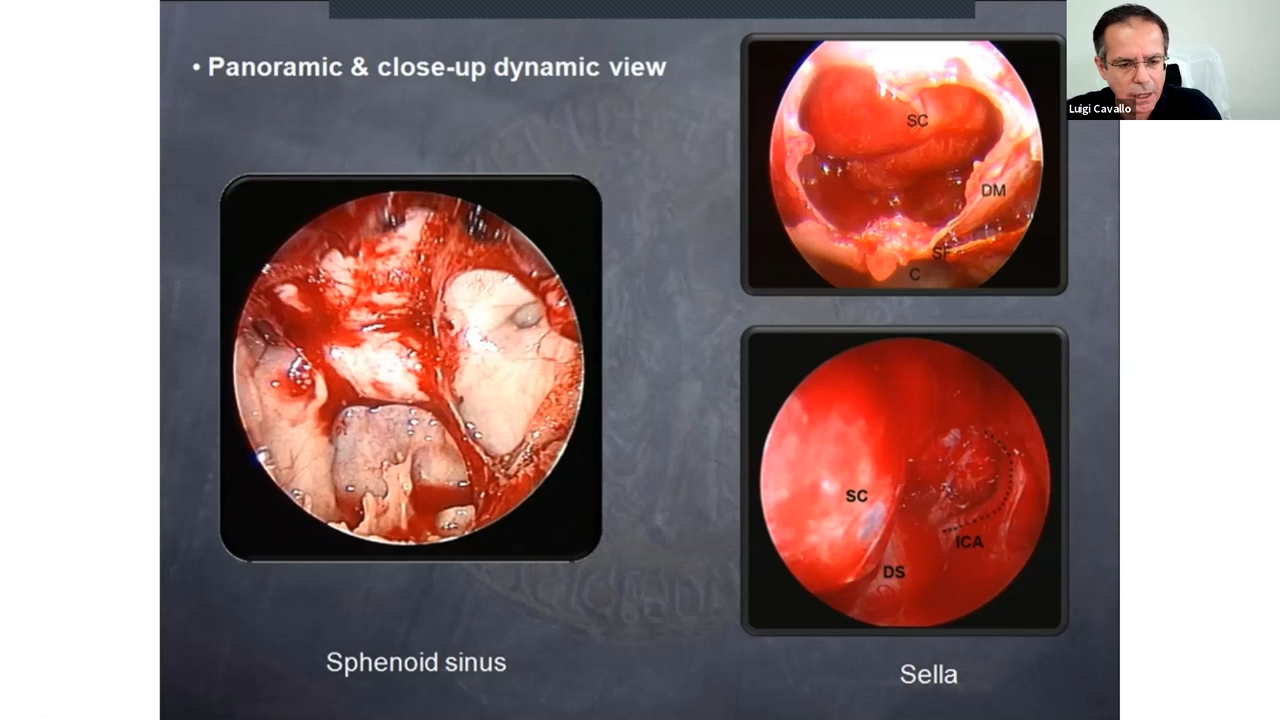 • Panoramic & close-up dynamic view
Luigi Cavallo
SC
DM
SF
C
SC
ICA
DS
Sphenoid sinus
Sella